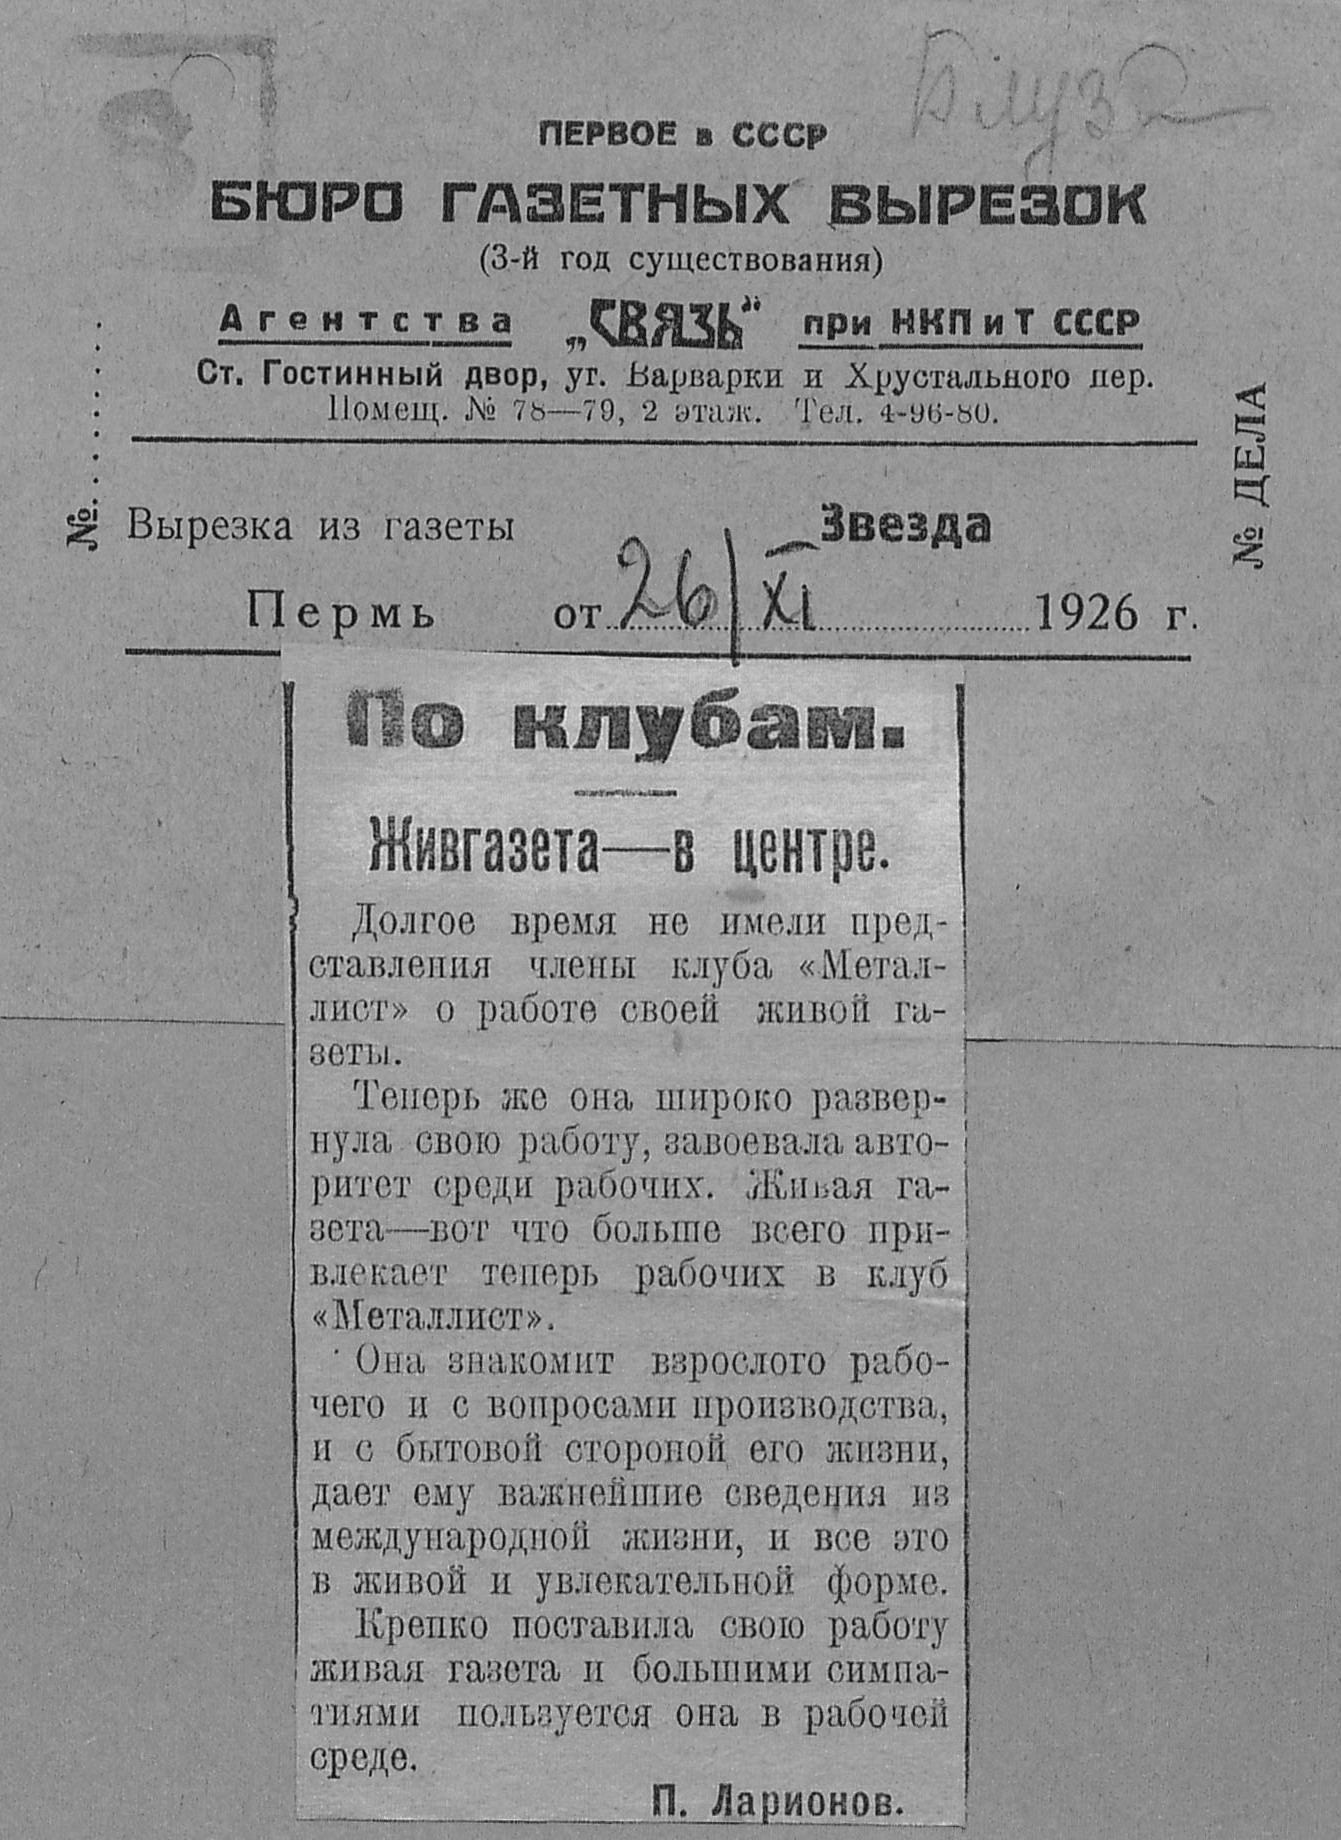 Блуза
ПЕРВОЕ в СССР
БЮРО ГАЗЕТНЫХ ВЫРЕЗОК
(3-й год существования)
Агентства „СВЯЗЬ" при НКПиТ СССР
Ст. Гостинный двор, уг. Варварки и Хрустального пер.
Помещ. № 78—79, 2 этаж. Тел. 4-96-80.
№.........
№ ДЕЛА
Вырезка из газеты Звезда
Пермь от 26/XI 1926 г.
По клубам.
Живгазета—в центре.
Долгое время не имели пред-
ставления члены клуба «Метал-
лист» о работе своей живой га-
зеты.
Теперь же она широко развер-
нула свою работу, завоевала авто-
ритет среди рабочих. Живая га-
зета—вот что больше всего при-
влекает теперь рабочих в клуб
«Металлист».
Она знакомит взрослого рабо-
чего и с вопросами производства,
и с бытовой стороной его жизни,
дает ему важнейшие сведения из
международной жизни, и все это
в живой и увлекательной форме.
Крепко поставила свою работу
живая газета и большими симпа-
тиями пользуется она в рабочей
среде.
П. Ларионов.